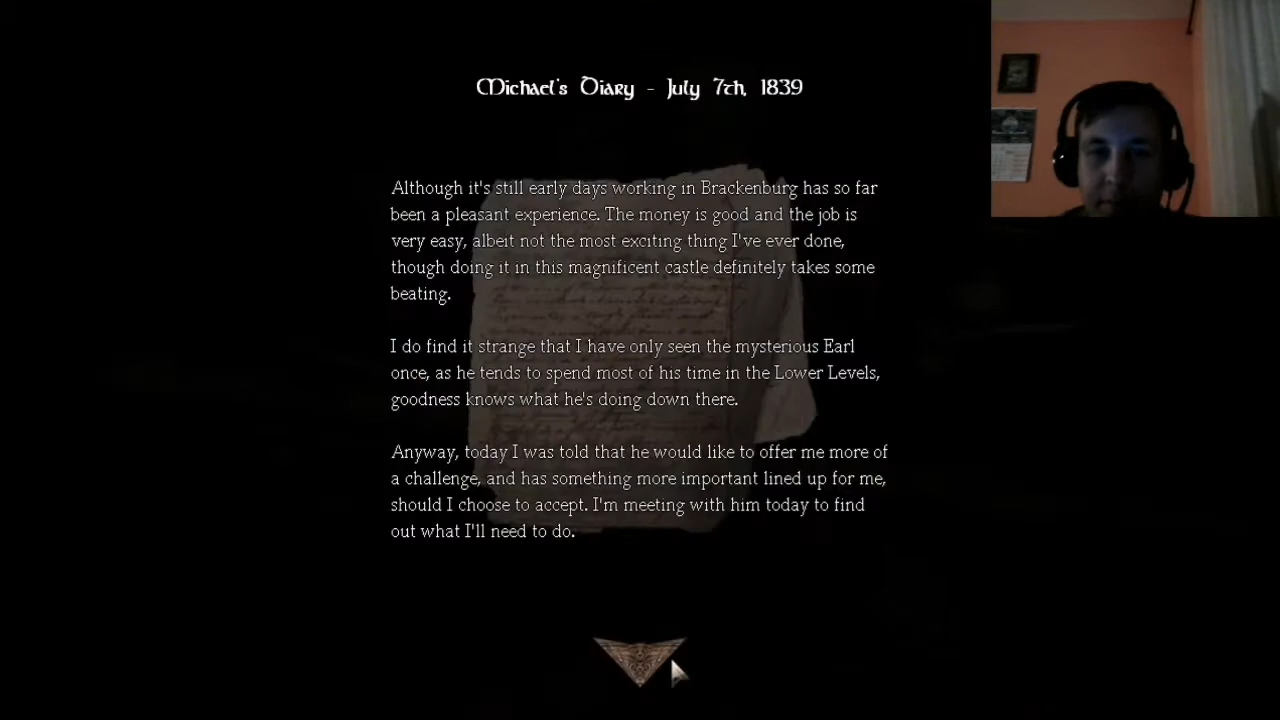 Michael's Diary - July 7th, 1839
Although it's still early days working in Brackenburg has so far
been a pleasant experience. The money is good and the job is
very easy, albeit not the most exciting thing I've ever done,
though doing it in this magnificent castle definitely takes some
beating.
I do find it strange that I have only seen the mysterious Earl
once, as he tends to spend most of his time in the Lower Levels,
goodness knows what he's doing down there.
Anyway, today I was told that he would like to offer me more of
a challenge, and has something more important lined up for me,
should I choose to accept. I'm meeting with him today to find
out what I'll need to do.